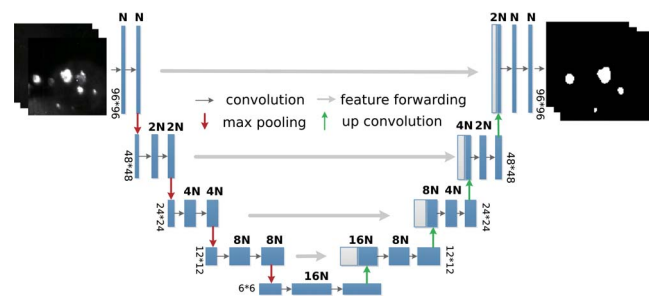 N N
96*96
2N N N
96*96
convolution
feature forwarding
max pooling
up convolution
2N 2N
48*48
4N 2N
48*48
4N 4N
24*24
8N 4N
24*24
8N 8N
12*12
16N 8N
12*12
16N
6*6